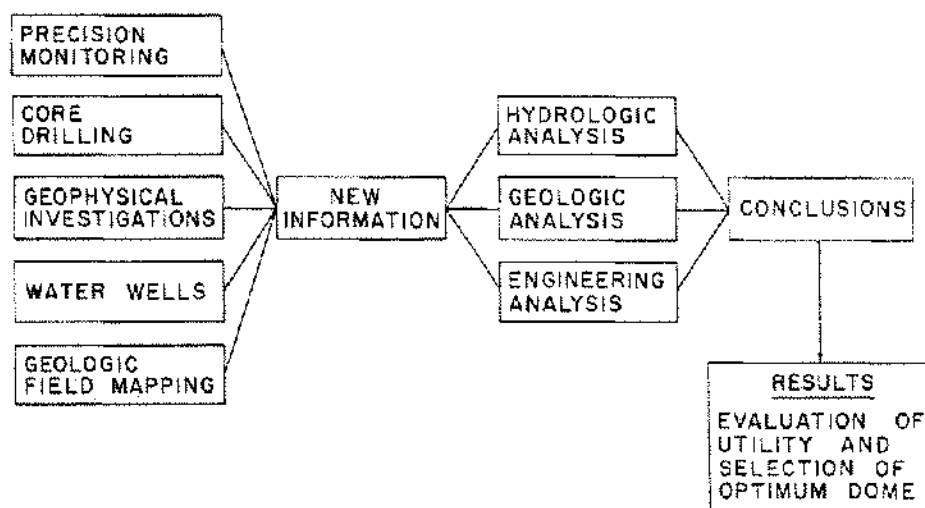 PRECISION
MONITORING
CORE
DRILLING
GEOPHYSICAL
INVESTIGATIONS
WATER WELLS
GEOLOGIC
FIELD MAPPING
NEW
INFORMATION
HYDROLOGIC
ANALYSIS
GEOLOGIC
ANALYSIS
ENGINEERING
ANALYSIS
CONCLUSIONS
RESULTS
EVALUATION OF
UTILITY AND
SELECTION OF
OPTIMUM DOME